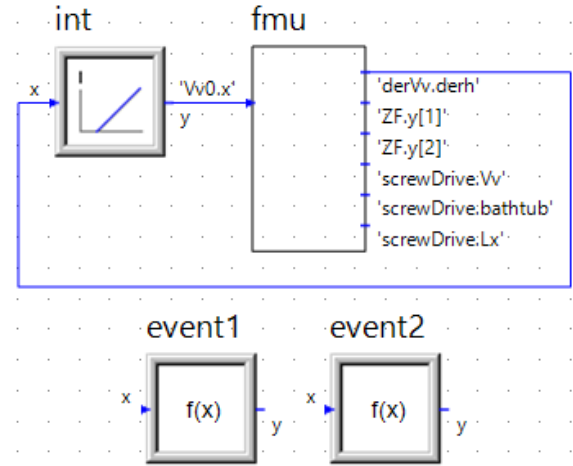 int
fmu
I
x
'Vv0.x'
y
'derVv.derh'
'ZF.y[1]'
'ZF.y[2]'
'screwDrive.Vv'
'screwDrive.bathtub'
'screwDrive.Lx'
event1
event2
x
f(x)
y
x
f(x)
y